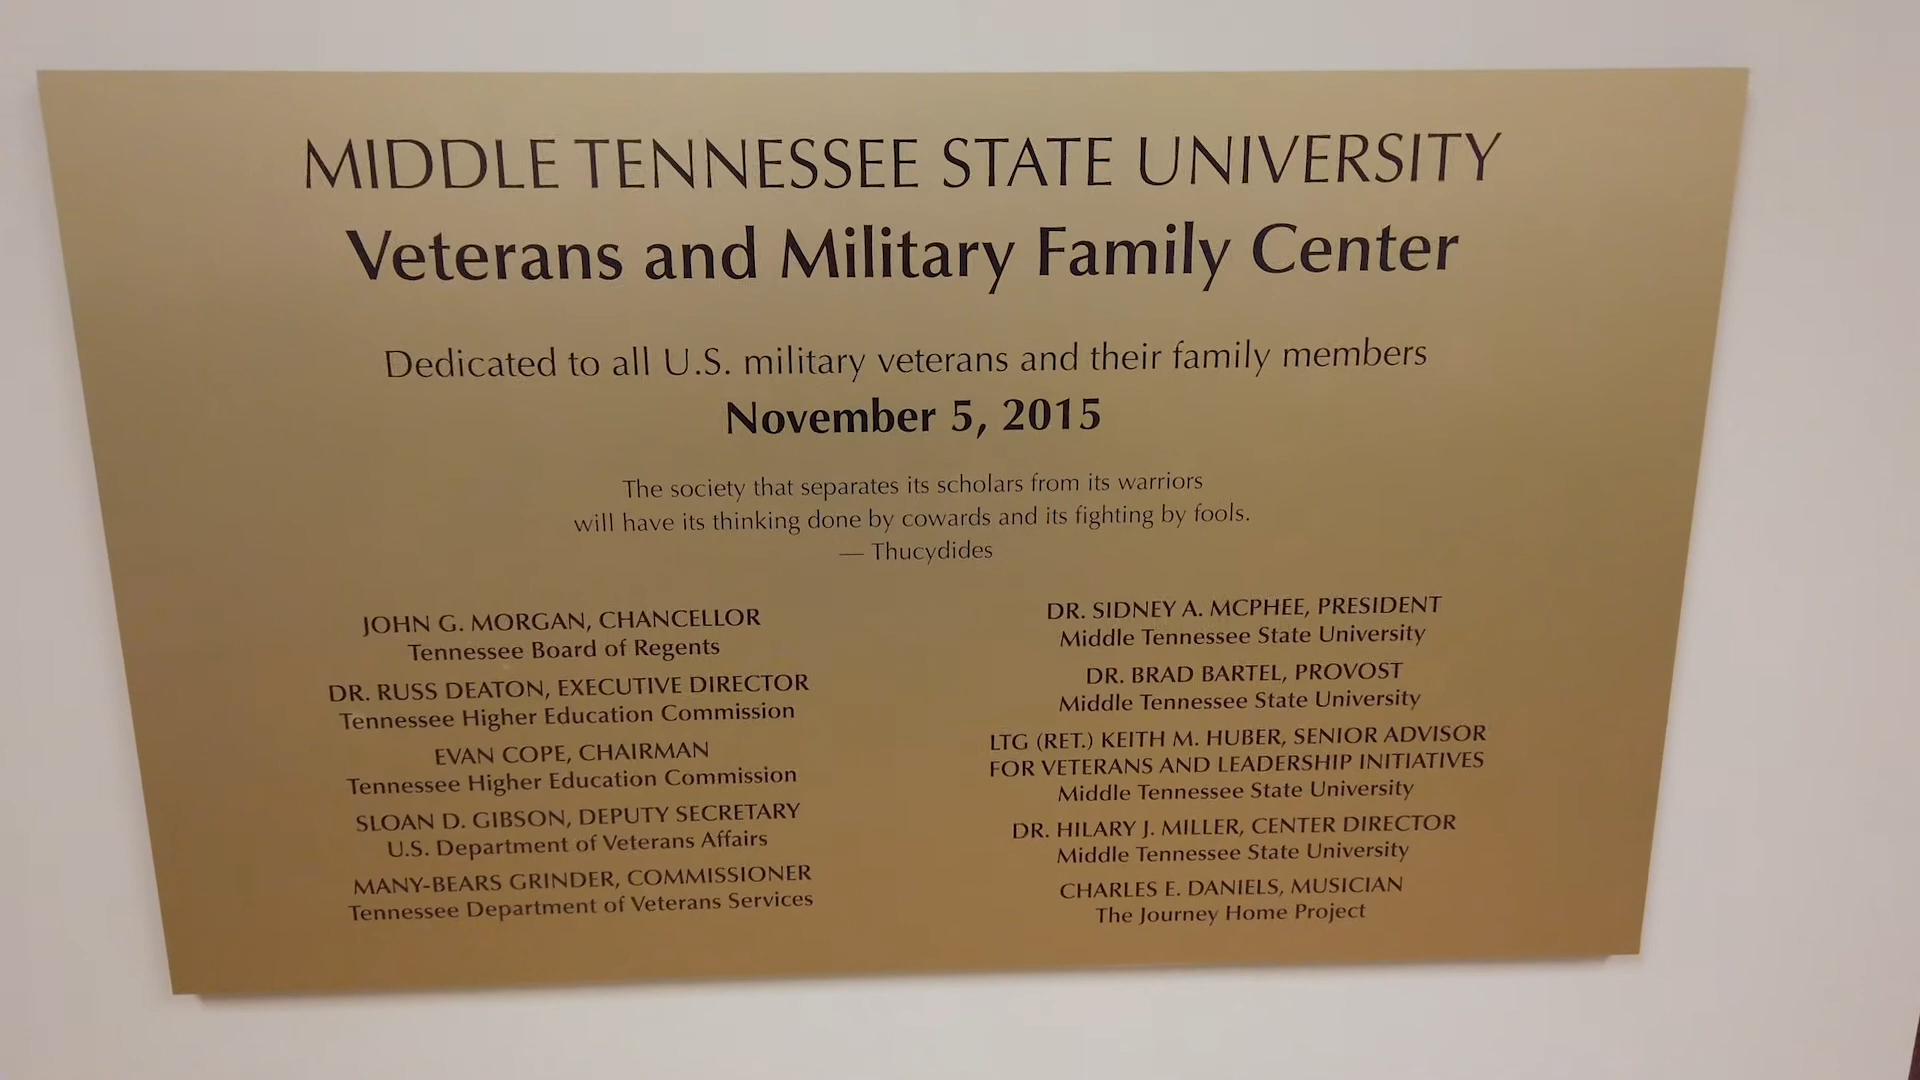 MIDDLE TENNESSEE STATE UNIVERSITY
Veterans and Military Family Center
Dedicated to all U.S. military veterans and their family members
November 5, 2015
The society that separates its scholars from its warriors
will have its thinking done by cowards and its fighting by fools.
— Thucydides
JOHN G. MORGAN, CHANCELLOR
Tennessee Board of Regents
DR. RUSS DEATON, EXECUTIVE DIRECTOR
Tennessee Higher Education Commission
EVAN COPE, CHAIRMAN
Tennessee Higher Education Commission
SLOAN D. GIBSON, DEPUTY SECRETARY
U.S. Department of Veterans Affairs
MANY-BEARS GRINDER, COMMISSIONER
Tennessee Department of Veterans Services
DR. SIDNEY A. MCPHEE, PRESIDENT
Middle Tennessee State University
DR. BRAD BARTEL, PROVOST
Middle Tennessee State University
LTG (RET.) KEITH M. HUBER, SENIOR ADVISOR
FOR VETERANS AND LEADERSHIP INITIATIVES
Middle Tennessee State University
DR. HILARY J. MILLER, CENTER DIRECTOR
Middle Tennessee State University
CHARLES E. DANIELS, MUSICIAN
The Journey Home Project